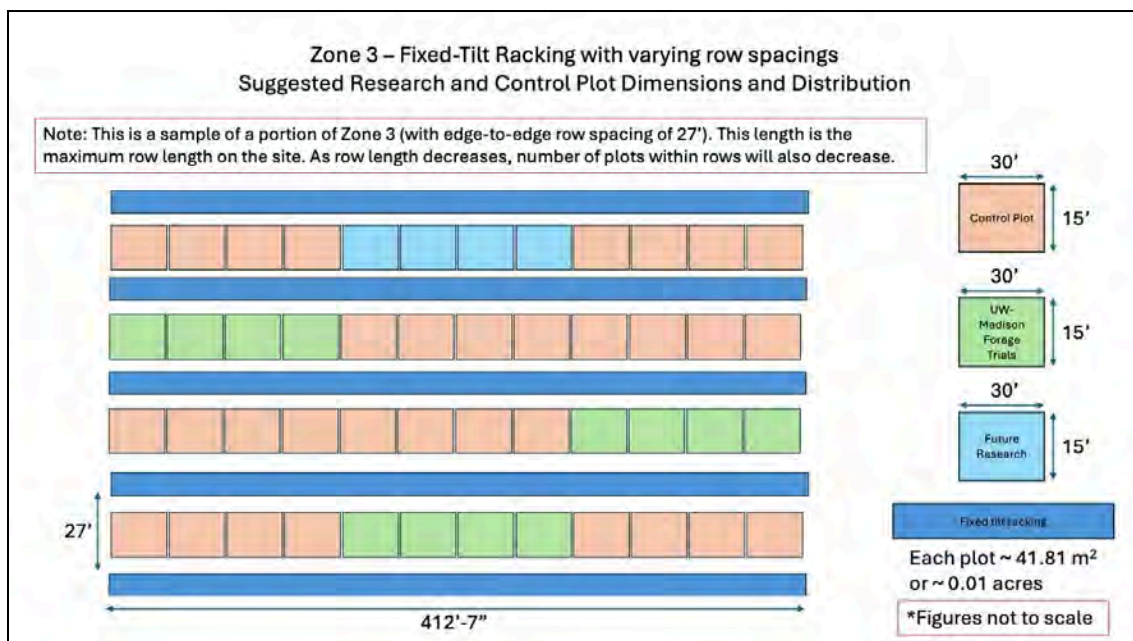 Zone 3 – Fixed-Tilt Racking with varying row spacings
Suggested Research and Control Plot Dimensions and Distribution
Note: This is a sample of a portion of Zone 3 (with edge-to-edge row spacing of 27’). This length is the
maximum row length on the site. As row length decreases, number of plots within rows will also decrease.
30’
Control Plot
15’
30’
UW-
Madison
Forage
Trials
15’
30’
Future
Research
15’
27’
Fixed tilt racking
Each plot ~ 41.81 m²
or ~ 0.01 acres
*Figures not to scale
412’-7”